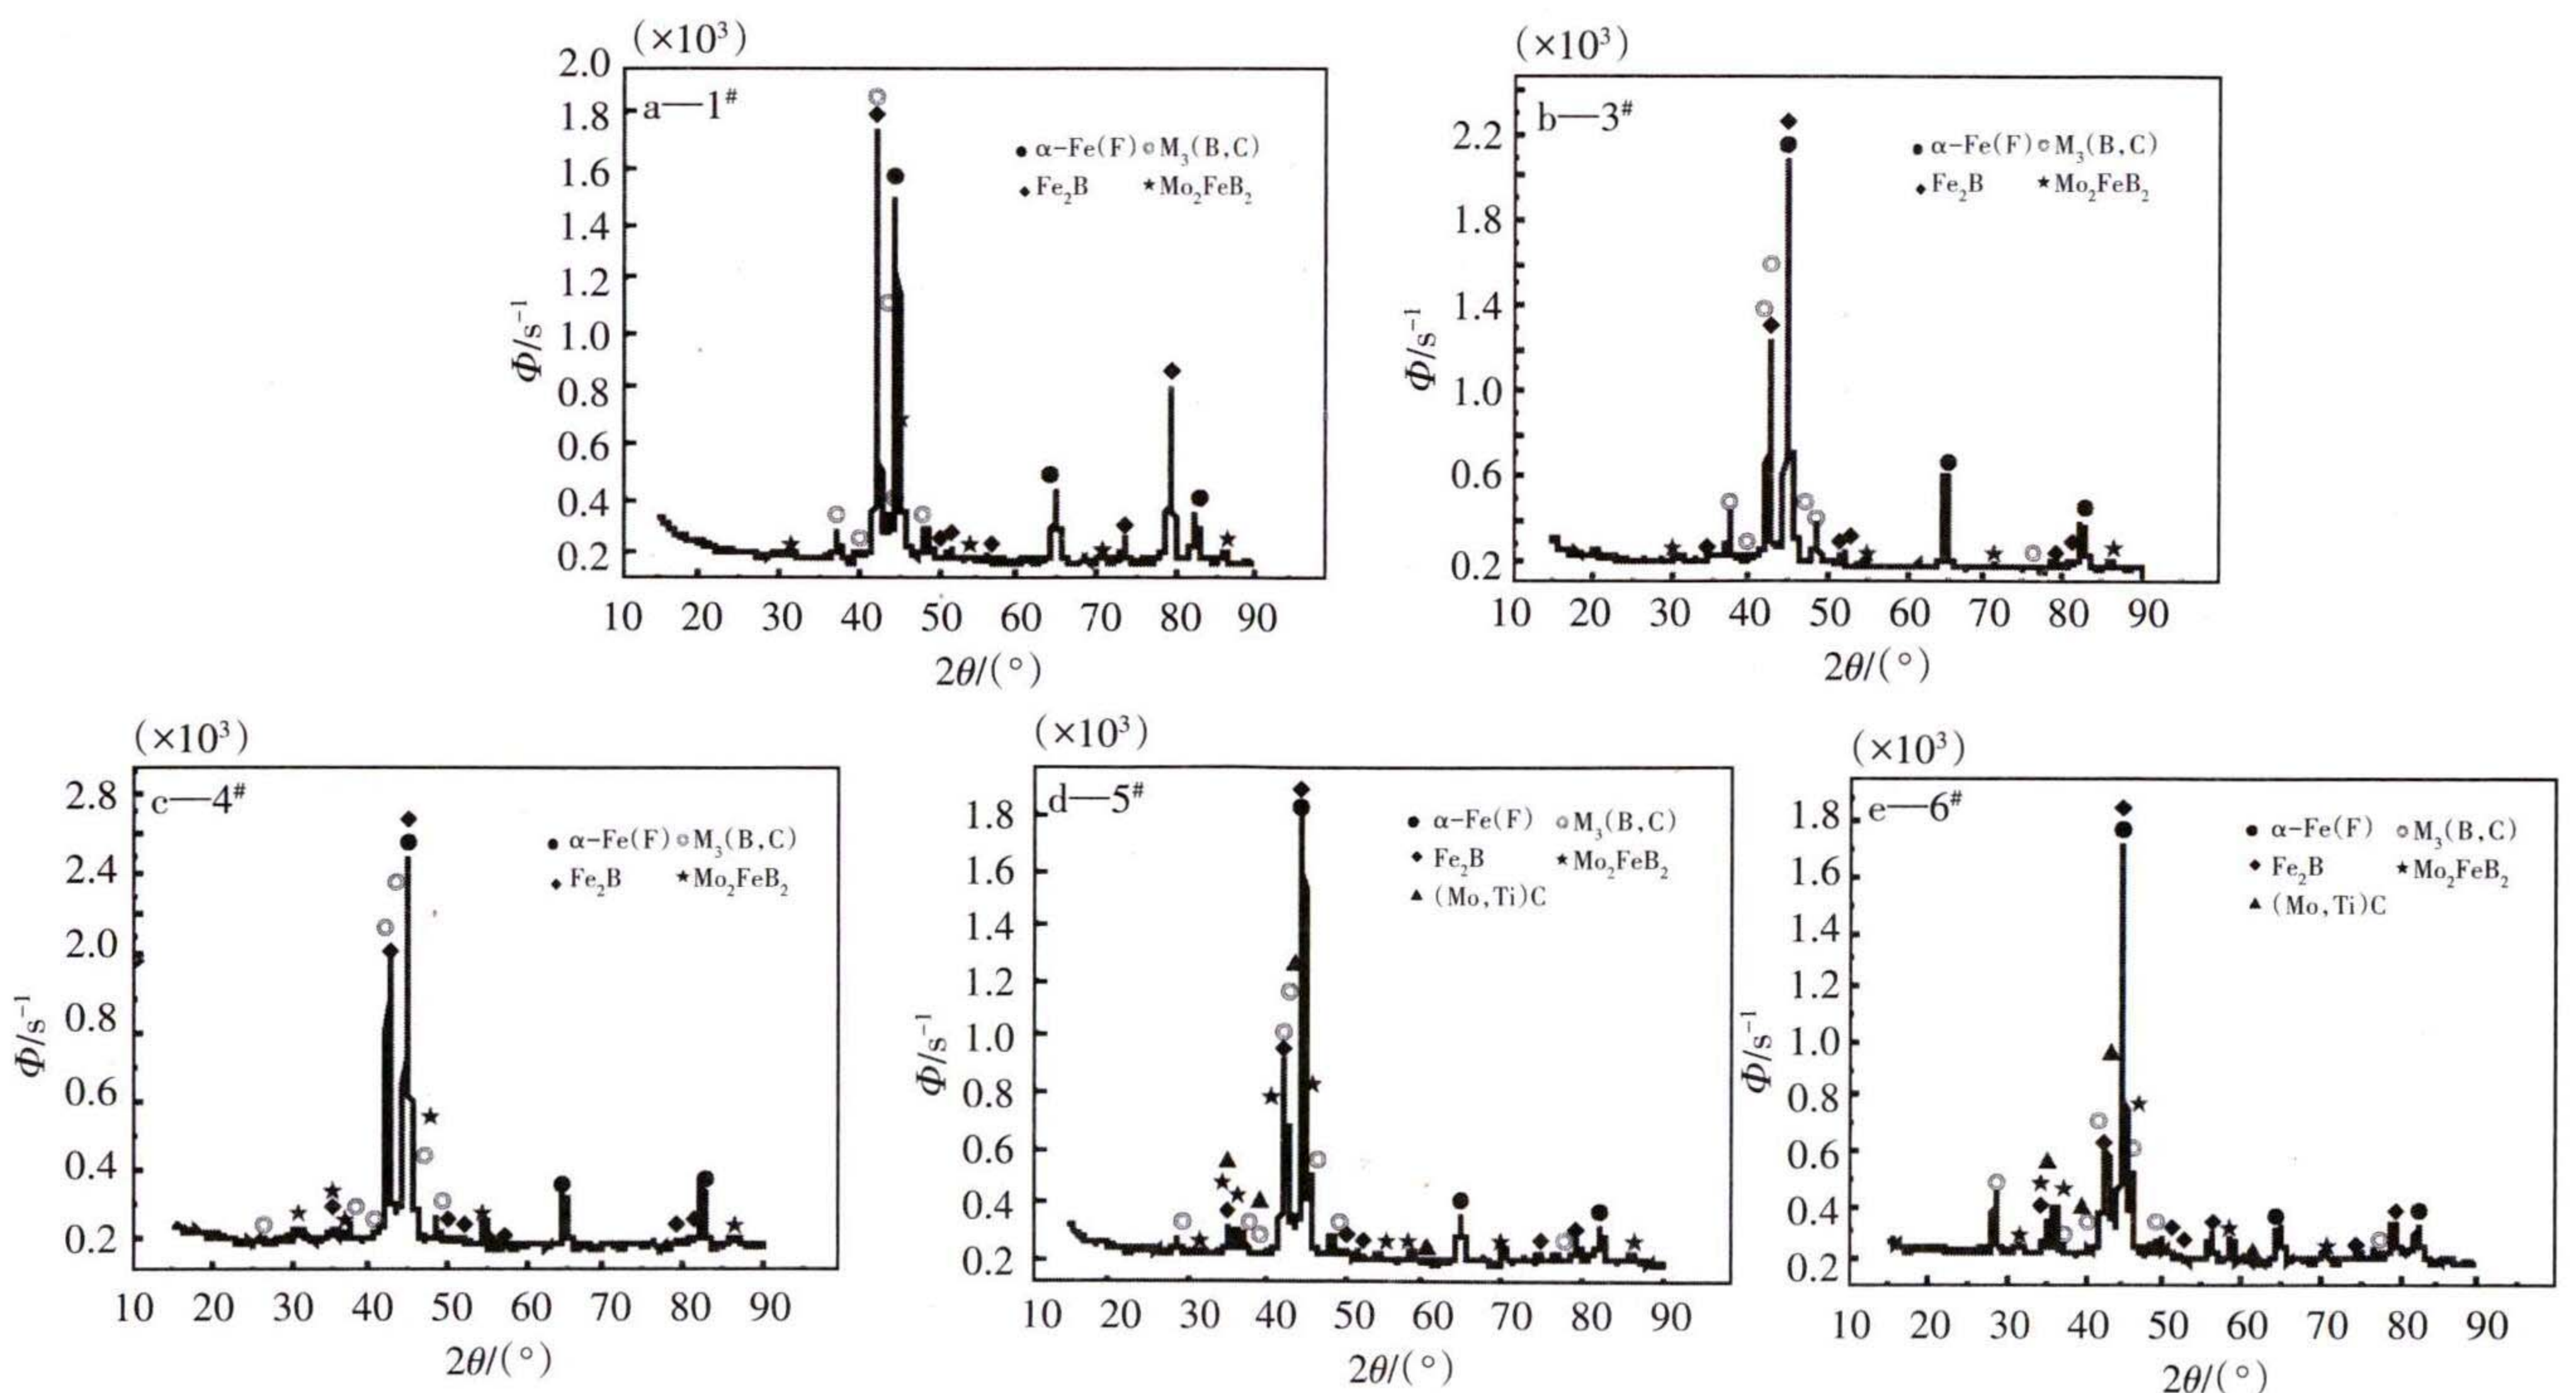 (×10³)
2.0
1.8
1.6
1.4
1.2
1.0
0.8
0.6
0.4
0.2
Φ/s⁻¹
a—1#
● α-Fe(F) ◎ M₃(B,C)
◆ Fe₂B ★ Mo₂FeB₂
10 20 30 40 50 60 70 80 90
2θ/(°)
(×10³)
2.2
1.8
1.4
1.0
0.6
0.2
Φ/s⁻¹
b—3#
● α-Fe(F) ◎ M₃(B,C)
◆ Fe₂B ★ Mo₂FeB₂
10 20 30 40 50 60 70 80 90
2θ/(°)
(×10³)
2.8
2.4
2.0
0.8
0.6
0.4
0.2
Φ/s⁻¹
c—4#
● α-Fe(F) ◎ M₃(B,C)
◆ Fe₂B ★ Mo₂FeB₂
10 20 30 40 50 60 70 80 90
2θ/(°)
(×10³)
1.8
1.6
1.4
1.2
1.0
0.8
0.6
0.4
0.2
Φ/s⁻¹
d—5#
● α-Fe(F) ◎ M₃(B,C)
◆ Fe₂B ★ Mo₂FeB₂
▲ (Mo,Ti)C
10 20 30 40 50 60 70 80 90
2θ/(°)
(×10³)
1.8
1.6
1.4
1.2
1.0
0.8
0.6
0.4
0.2
Φ/s⁻¹
e—6#
● α-Fe(F) ◎ M₃(B,C)
◆ Fe₂B ★ Mo₂FeB₂
▲ (Mo,Ti)C
10 20 30 40 50 60 70 80 90
2θ/(°)